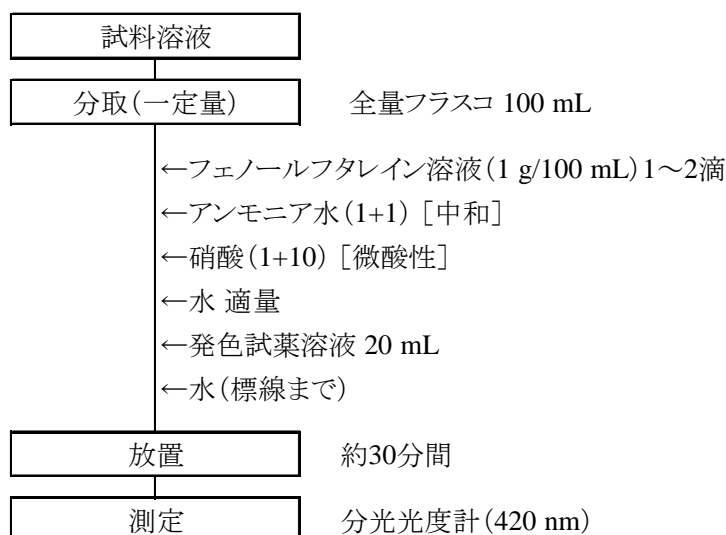 試料溶液
分取(一定量) 全量フラスコ 100 mL
←フェノールフタレイン溶液(1 g/100 mL)1～2滴
←アンモニア水(1+1) [中和]
←硝酸(1+10) [微酸性]
←水 適量
←発色試薬溶液 20 mL
←水(標線まで)
放置 約30分間
測定 分光光度計(420 nm)